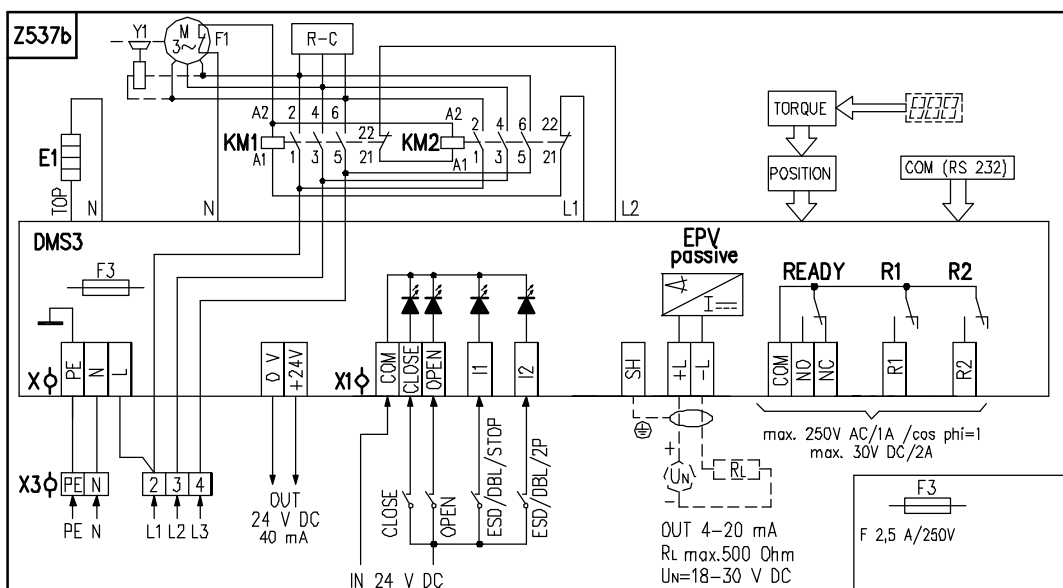 Z537b
Y1
M
3~
F1
R-C
A2
2
4
6
22
KM1
A1
1
3
5
21
A2
2
4
6
22
KM2
A1
1
3
5
21
TORQUE
POSITION
COM (RS 232)
E1
TOP
N
N
L1
L2
DMS3
F3
EPV
passive
READY
R1
R2
X
PE
N
L
0 V
+24V
X1
COM
CLOSE
OPEN
I1
I2
SH
+L
-L
COM
NO
NC
R1
R2
max. 250V AC/1A /cos phi=1
max. 30V DC/2A
X3
PE
N
2
3
4
PE N
L1 L2 L3
OUT
24 V DC
40 mA
CLOSE
OPEN
ESD/DBL/STOP
ESD/DBL/2P
IN 24 V DC
+
UN
-
RL
OUT 4-20 mA
RL max.500 Ohm
UN=18-30 V DC
F3
F 2,5 A/250V